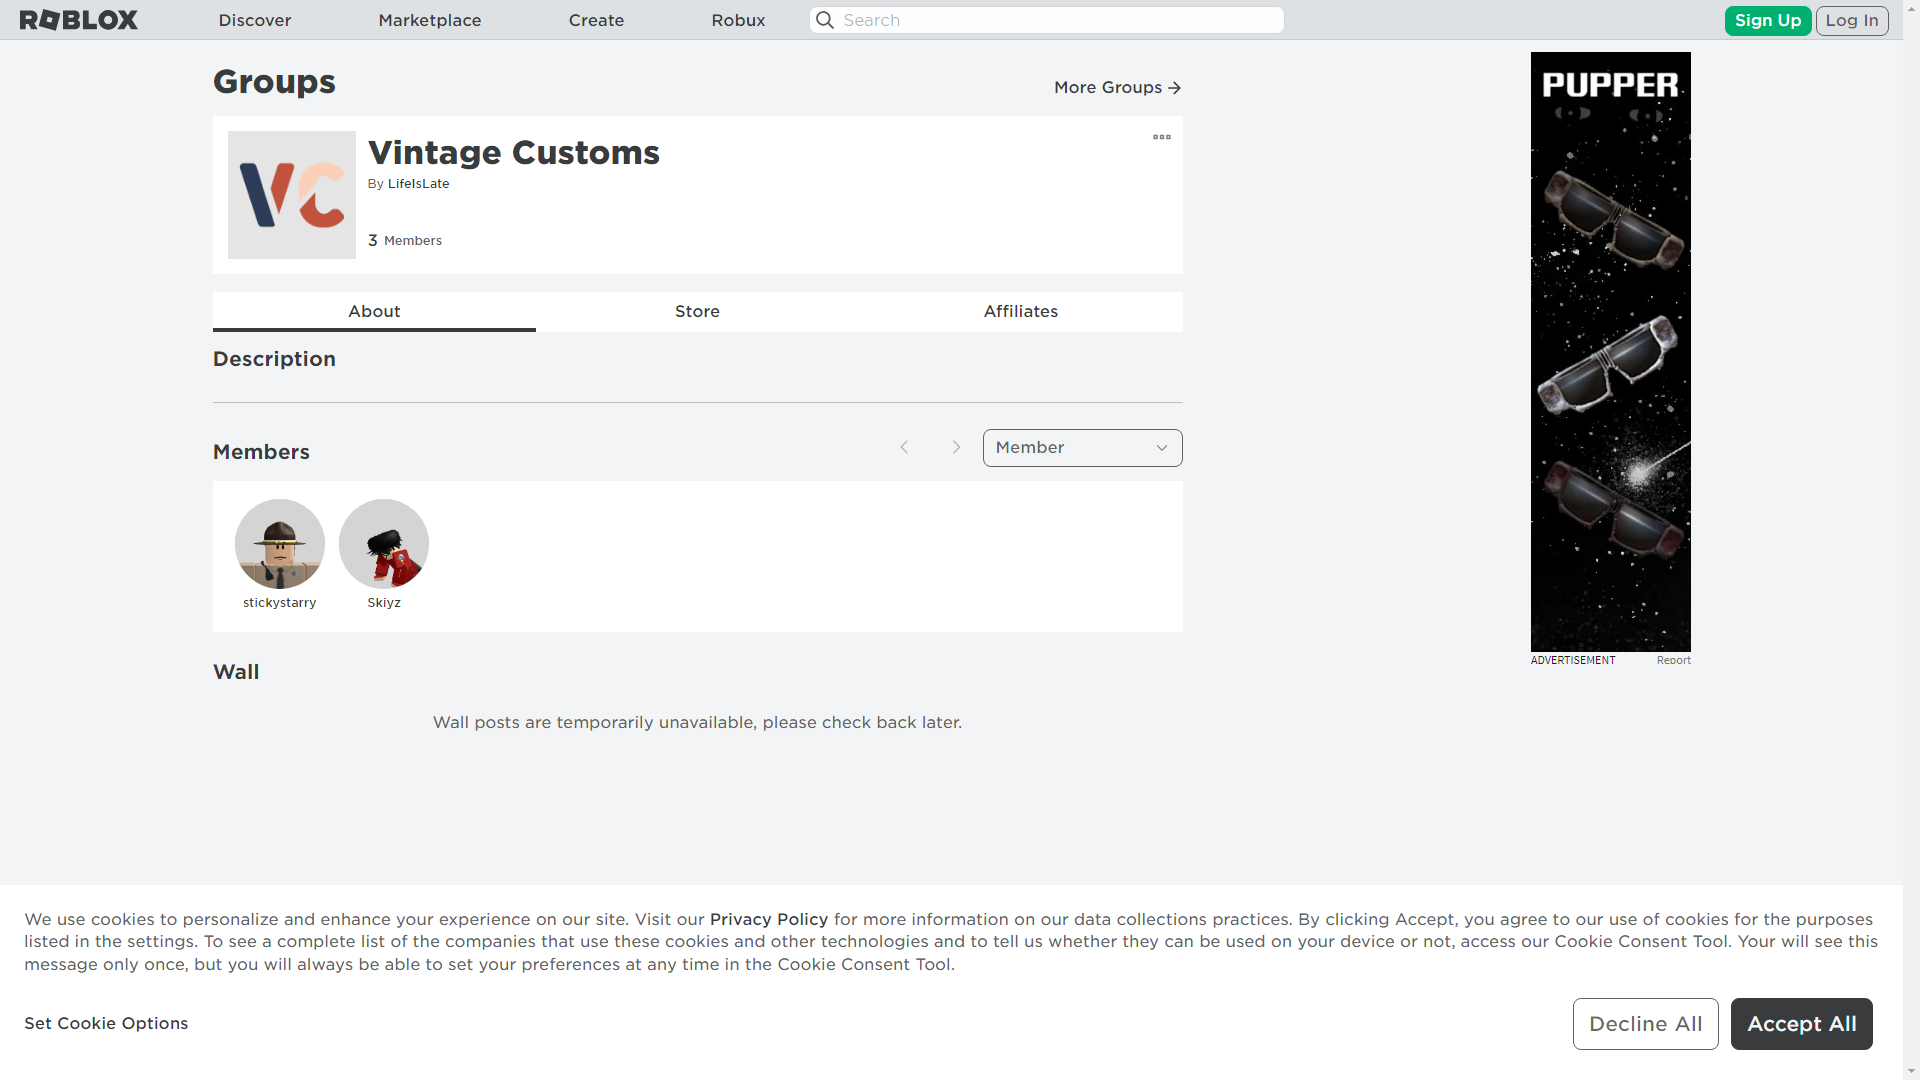 ROBLOX
Discover
Marketplace
Create
Robux
Search
Sign Up
Log In
Groups
More Groups
VC
Vintage Customs
By LifeIsLate
3 Members
About
Store
Affiliates
Description
Members
Member
stickystarry
Skiyz
Wall
Wall posts are temporarily unavailable, please check back later.
PUPPER
ADVERTISEMENT
Report
We use cookies to personalize and enhance your experience on our site. Visit our Privacy Policy for more information on our data collections practices. By clicking Accept, you agree to our use of cookies for the purposes
listed in the settings. To see a complete list of the companies that use these cookies and other technologies and to tell us whether they can be used on your device or not, access our Cookie Consent Tool. Your will see this
message only once, but you will always be able to set your preferences at any time in the Cookie Consent Tool.
Set Cookie Options
Decline All
Accept All